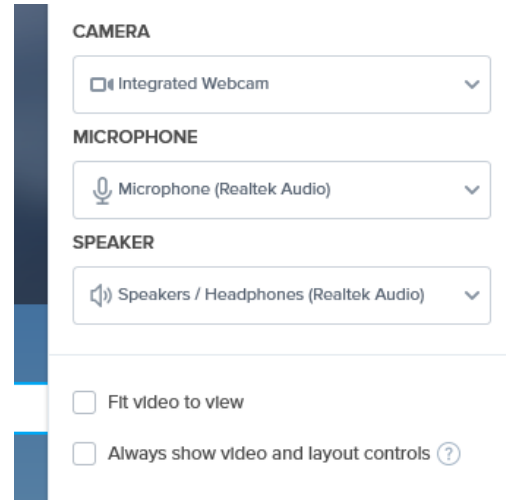 CAMERA
Integrated Webcam
MICROPHONE
Microphone (Realtek Audio)
SPEAKER
Speakers / Headphones (Realtek Audio)
Fit video to view
Always show video and layout controls ?